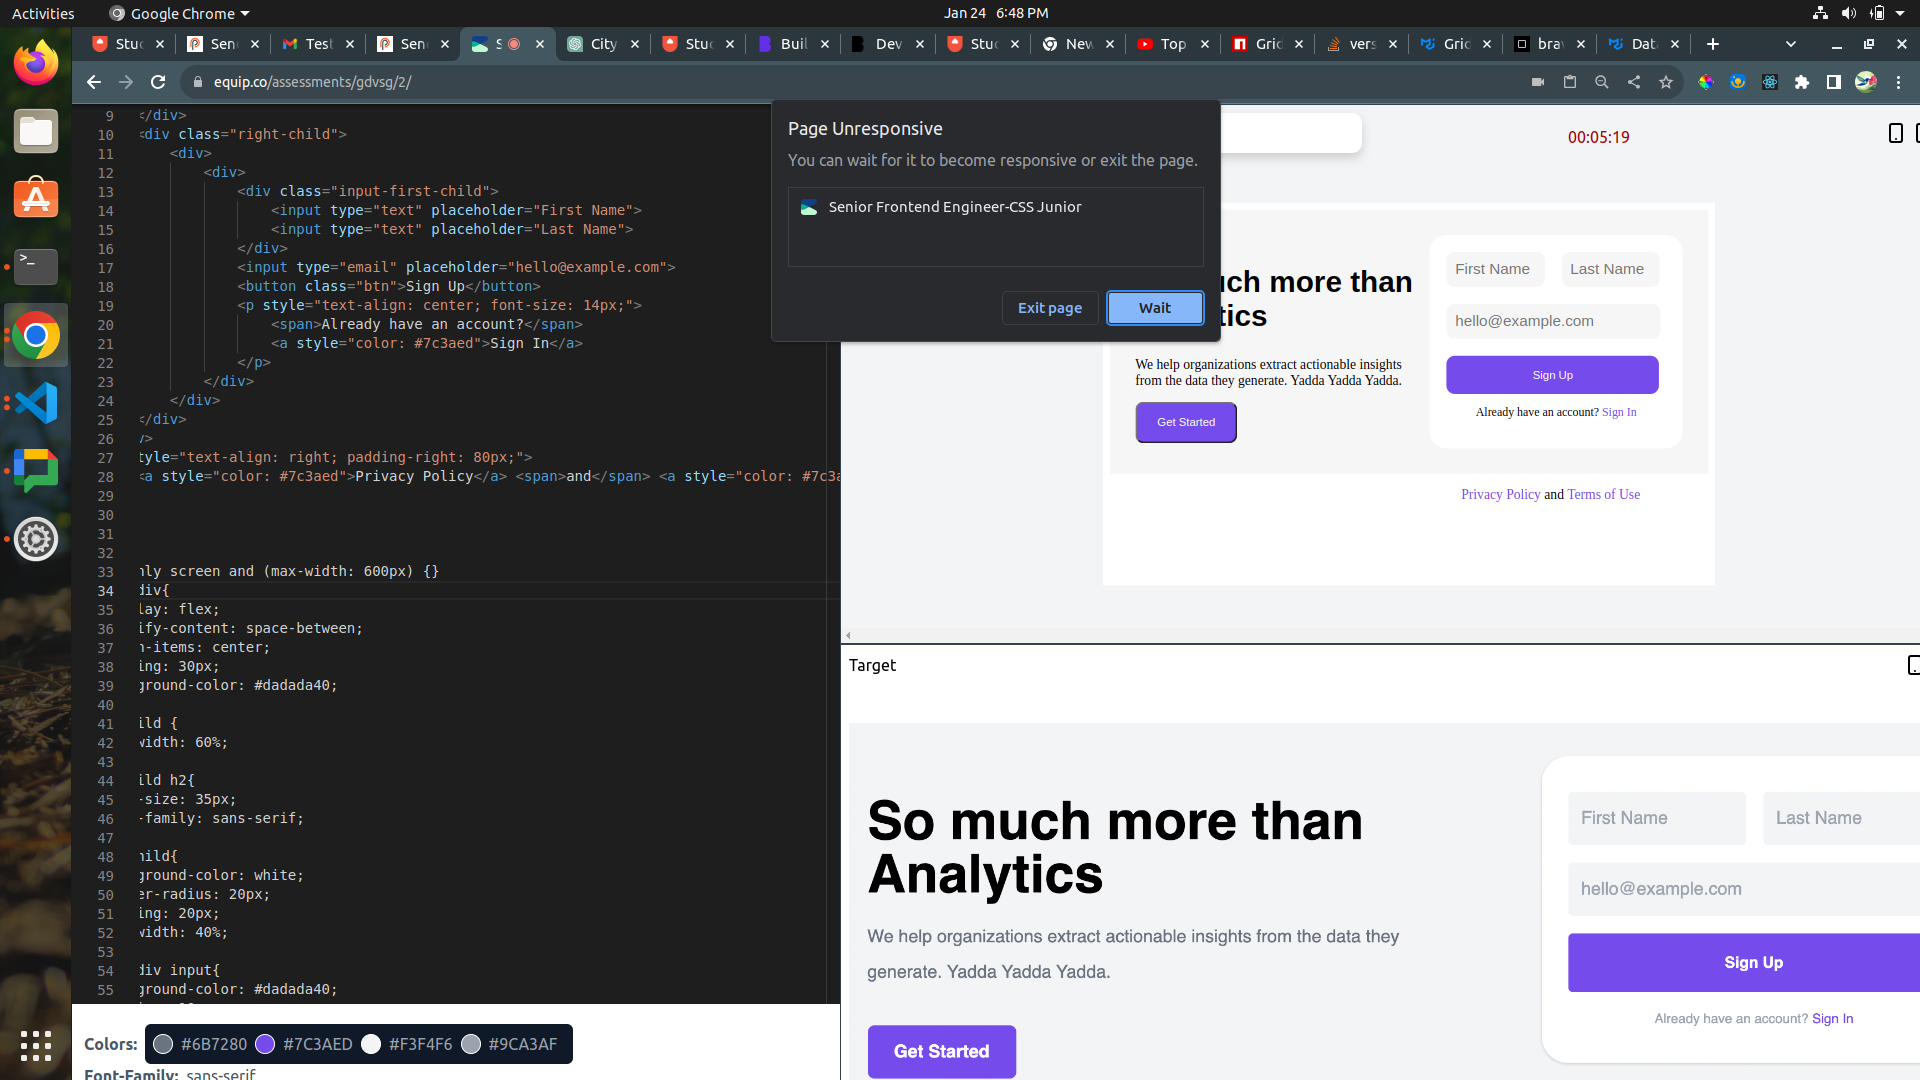 Activities
Google Chrome
Jan 24 6:48 PM
Stu
Sen
Test
Sen
S
City
Stu
Buil
Dev
Stu
New
Top
Grid
vers
Grid
bra
Data
equip.co/assessments/gdvsg/2/
9 </div>
10 <div class="right-child">
11 <div>
12 <div>
13 <div class="input-first-child">
14 <input type="text" placeholder="First Name">
15 <input type="text" placeholder="Last Name">
16 </div>
17 <input type="email" placeholder="hello@example.com">
18 <button class="btn">Sign Up</button>
19 <p style="text-align: center; font-size: 14px;">
20 <span>Already have an account?</span>
21 <a style="color: #7c3aed">Sign In</a>
22 </p>
23 </div>
24 </div>
25 </div>
26 v>
27 tyle="text-align: right; padding-right: 80px;">
28 <a style="color: #7c3aed">Privacy Policy</a> <span>and</span> <a style="color: #7c3a
29
30
31
32
33 nly screen and (max-width: 600px) {}
34 div{
35 lay: flex;
36 ify-content: space-between;
37 n-items: center;
38 ing: 30px;
39 ground-color: #dadada40;
40
41 ild {
42 width: 60%;
43
44 ild h2{
45 -size: 35px;
46 -family: sans-serif;
47
48 hild{
49 ground-color: white;
50 er-radius: 20px;
51 ing: 20px;
52 width: 40%;
53
54 div input{
55 ground-color: #dadada40;
Colors: #6B7280 #7C3AED #F3F4F6 #9CA3AF
Font-Family: sans-serif
Page Unresponsive
You can wait for it to become responsive or exit the page.
Senior Frontend Engineer-CSS Junior
Exit page
Wait
00:05:19
uch more than
tics
We help organizations extract actionable insights
from the data they generate. Yadda Yadda Yadda.
Get Started
First Name
Last Name
hello@example.com
Sign Up
Already have an account? Sign In
Privacy Policy and Terms of Use
Target
So much more than
Analytics
We help organizations extract actionable insights from the data they
generate. Yadda Yadda Yadda.
Get Started
First Name
Last Name
hello@example.com
Sign Up
Already have an account? Sign In